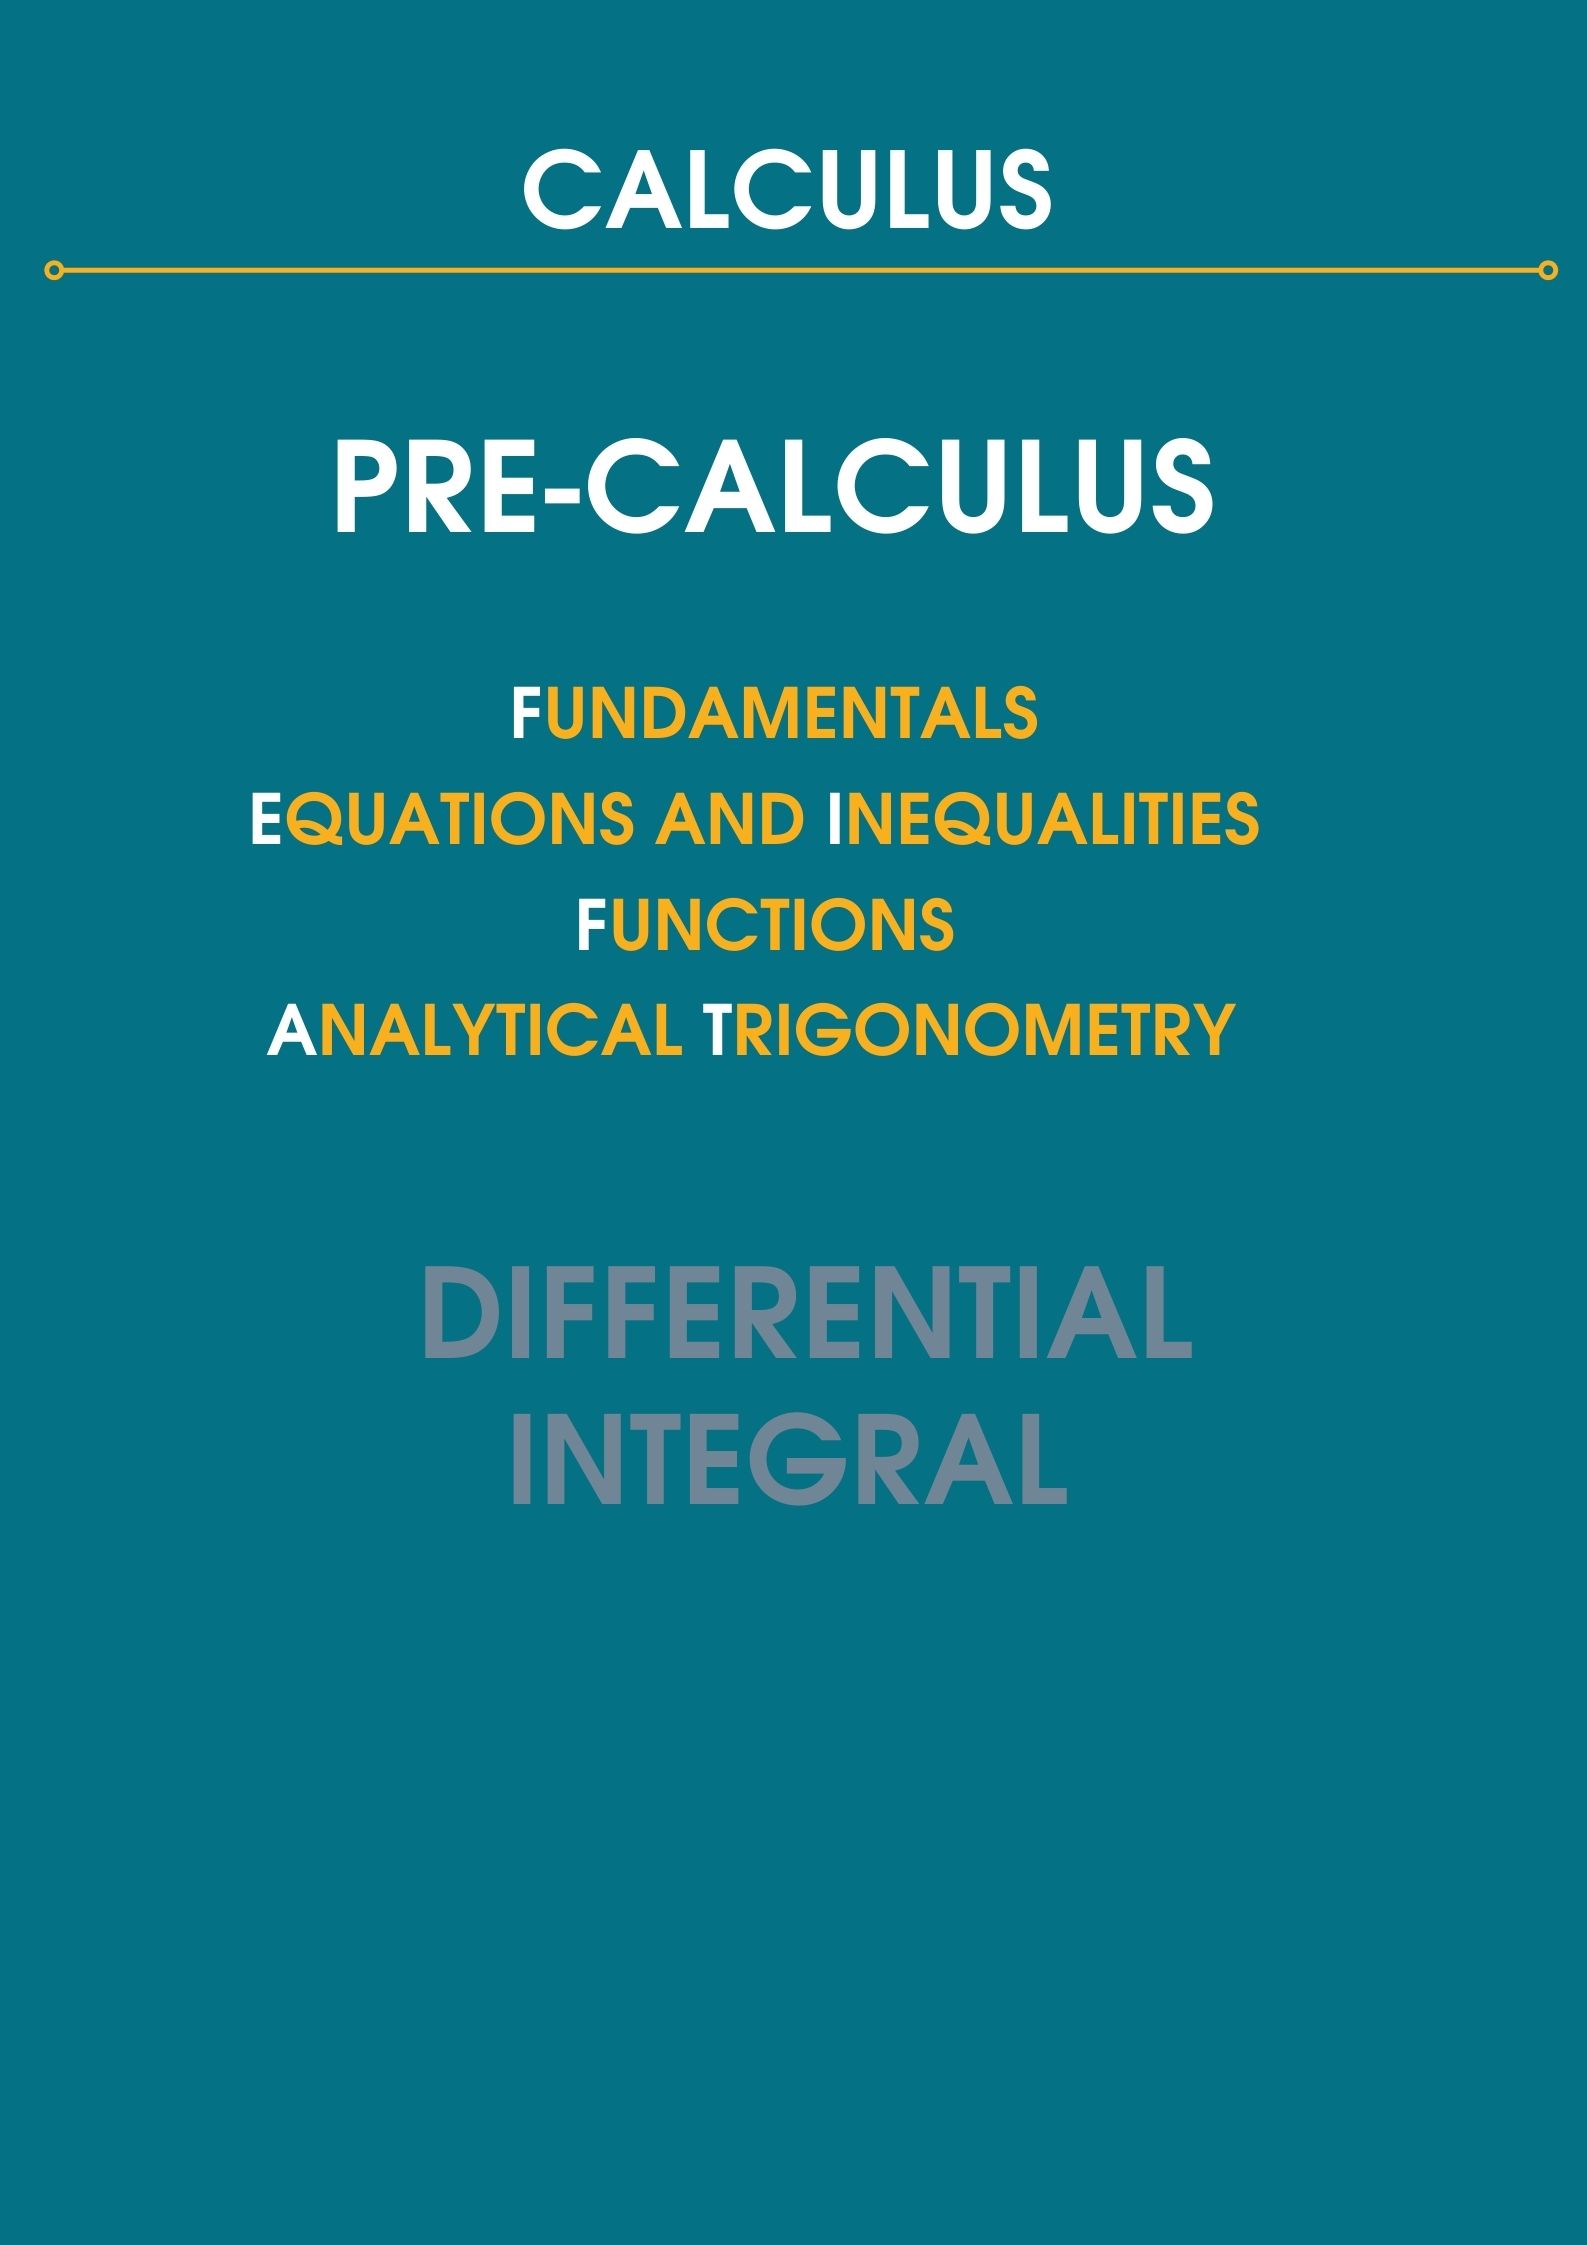 CALCULUS
PRE-CALCULUS
FUNDAMENTALS
EQUATIONS AND INEQUALITIES
FUNCTIONS
ANALYTICAL TRIGONOMETRY
DIFFERENTIAL
INTEGRAL